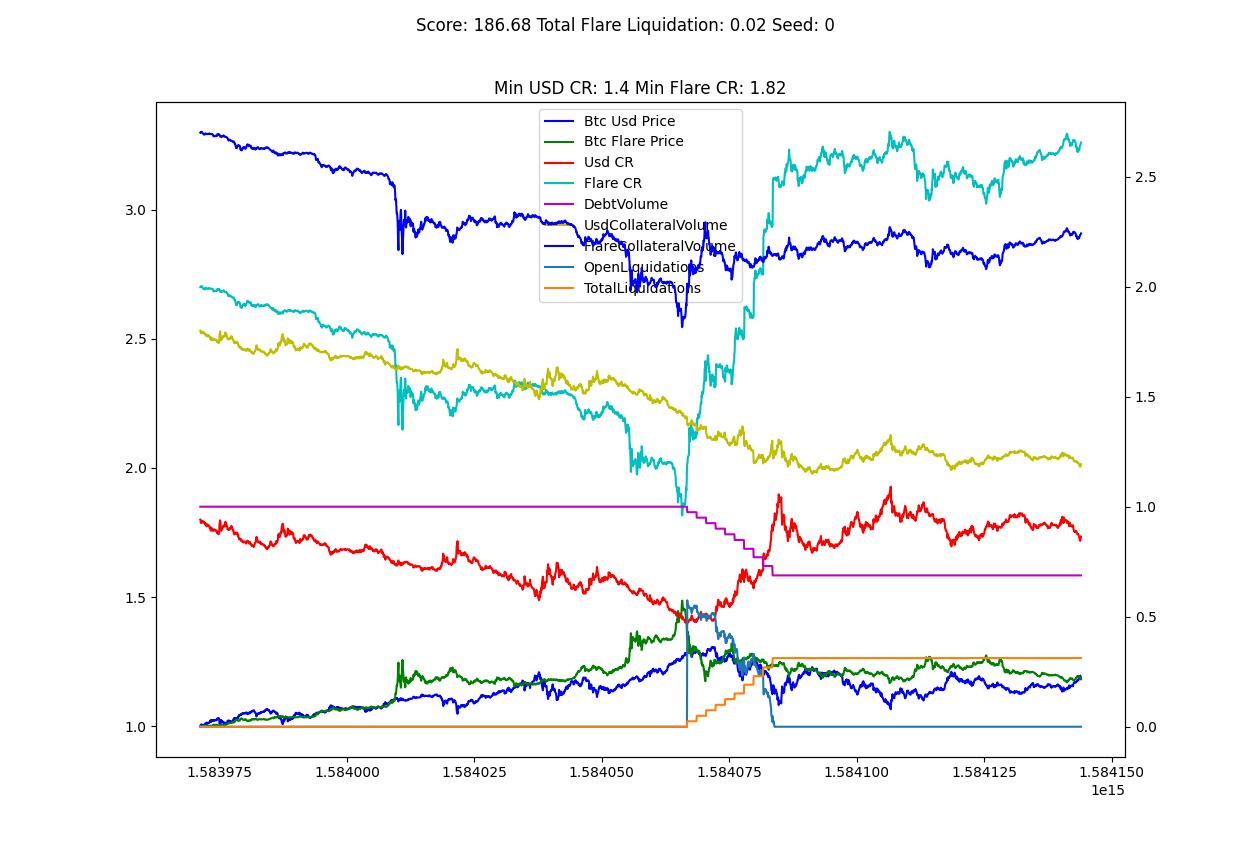 Score: 186.68 Total Flare Liquidation: 0.02 Seed: 0
Min USD CR: 1.4 Min Flare CR: 1.82
Btc Usd Price
Btc Flare Price
Usd CR
Flare CR
DebtVolume
UsdCollateralVolume
FlareCollateralVolume
OpenLiquidations
TotalLiquidations
3.0
2.5
2.0
1.5
1.0
2.5
2.0
1.5
1.0
0.5
0.0
1.583975 1.584000 1.584025 1.584050 1.584075 1.584100 1.584125 1.584150
1e15